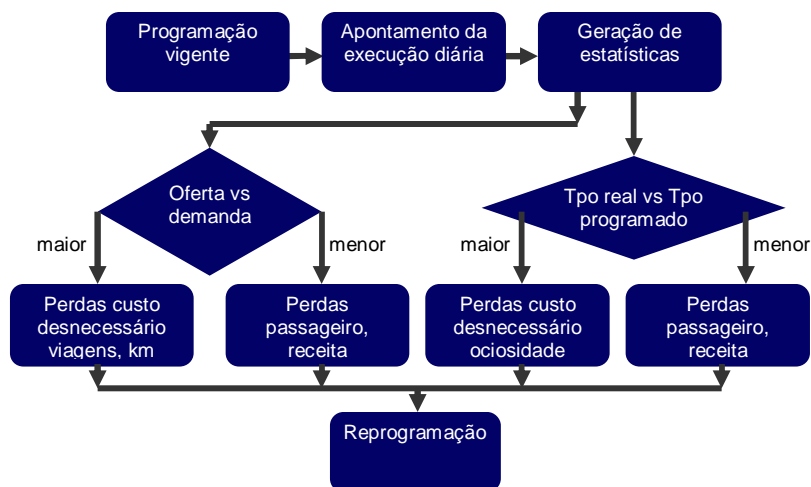 Programação
vigente
Apontamento da
execução diária
Geração de
estatísticas
Oferta vs
demanda
Tpo real vs Tpo
programado
maior
menor
maior
menor
Perdas custo
desnecessário
viagens, km
Perdas
passageiro,
receita
Perdas custo
desnecessário
ociosidade
Perdas
passageiro,
receita
Reprogramação